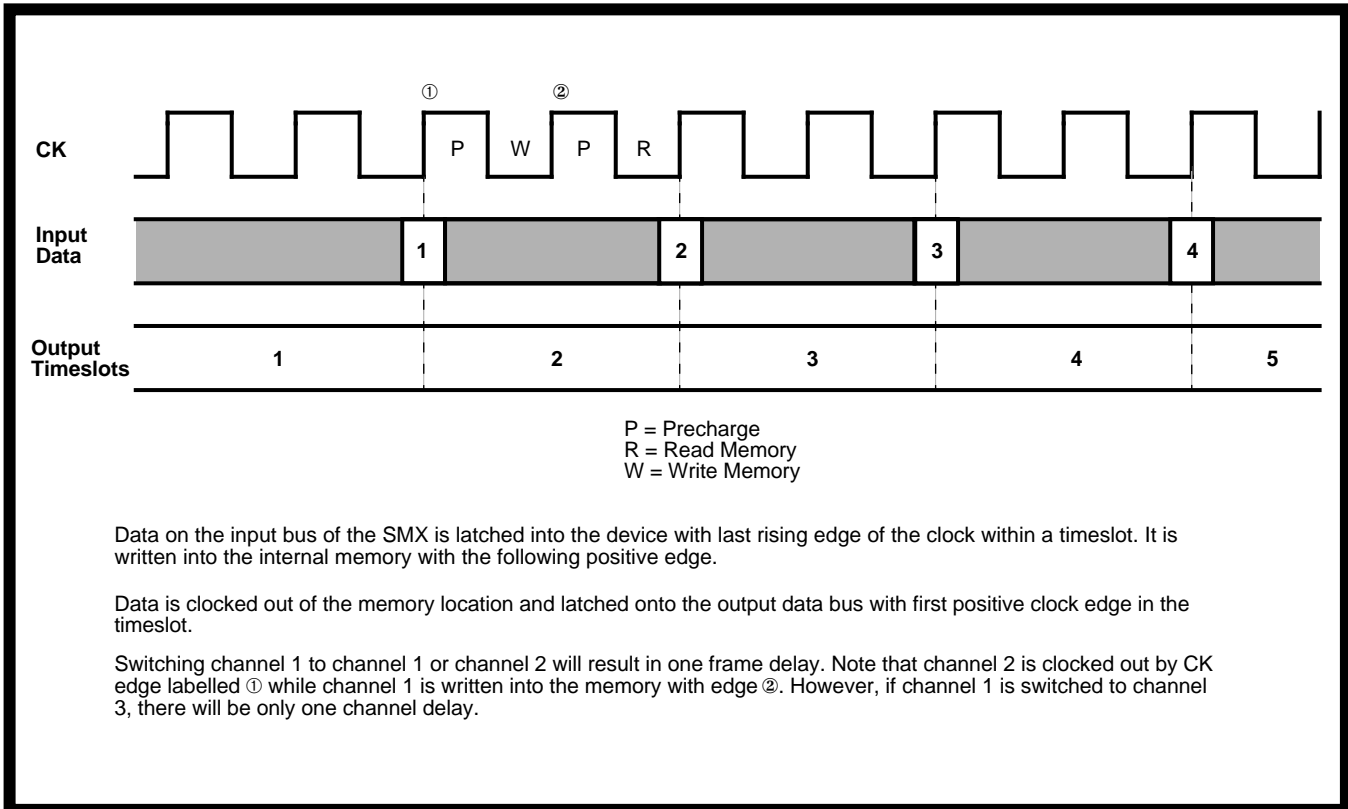 ① ②
CK P W P R
Input
Data
1 2 3 4
Output
Timeslots
1 2 3 4 5
P = Precharge
R = Read Memory
W = Write Memory
Data on the input bus of the SMX is latched into the device with last rising edge of the clock within a timeslot. It is
written into the internal memory with the following positive edge.
Data is clocked out of the memory location and latched onto the output data bus with first positive clock edge in the
timeslot.
Switching channel 1 to channel 1 or channel 2 will result in one frame delay. Note that channel 2 is clocked out by CK
edge labelled ① while channel 1 is written into the memory with edge ②. However, if channel 1 is switched to channel
3, there will be only one channel delay.